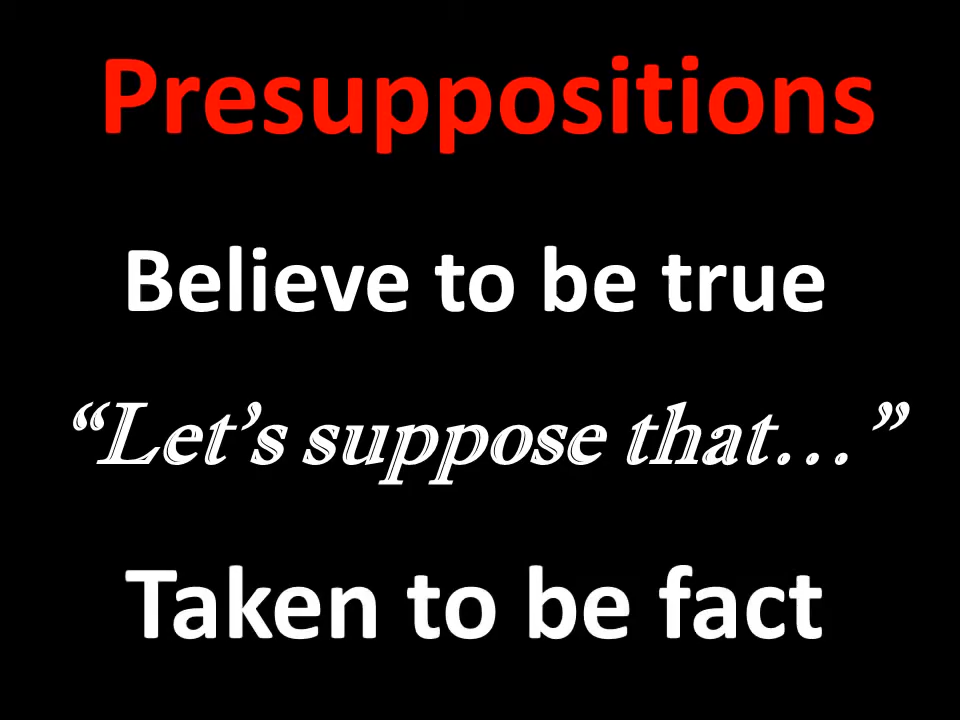 Presuppositions
Believe to be true
“Let’s suppose that…”
Taken to be fact